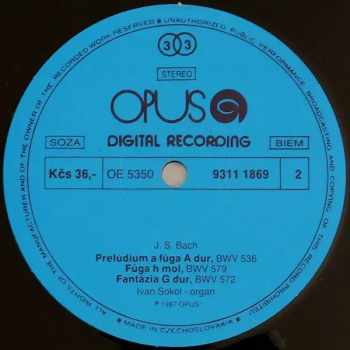 ALL RIGHTS OF THE MANUFACTURER AND OF THE OWNER OF THE RECORDED WORK RESERVED • UNAUTHORIZED PUBLIC PERFORMANCE, BROADCASTING AND COPYING OF THIS RECORD PROHIBITED •
33
STEREO
OPUS
DIGITAL RECORDING
SOZA
BIEM
Kčs 36,-
OE 5350
9311 1869
2
J. S. Bach
Prelúdium a fúga A dur, BWV 536
Fúga h mol, BWV 579
Fantázia G dur, BWV 572
Ivan Sokol - organ
℗ 1987 OPUS
MADE IN CZECHOSLOVAKIA